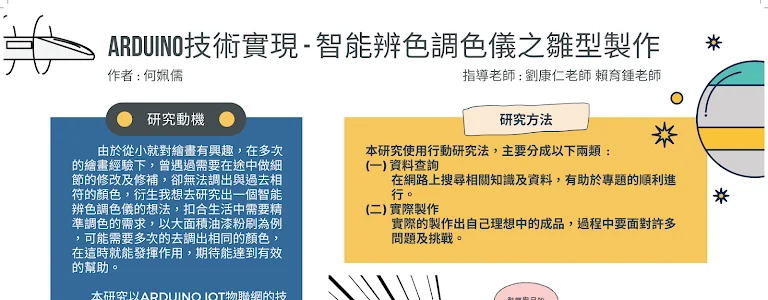 ARDUINO技術實現 - 智能辨色調色儀之雛型製作
作者 : 何姵儒
指導老師 : 劉康仁老師 賴育鍾老師
研究動機
由於從小就對繪畫有興趣，在多次
的繪畫經驗下，曾遇過需要在途中做細
節的修改及修補，卻無法調出與過去相
符的顏色，衍生我想去研究出一個智能
辨色調色儀的想法，扣合生活中需要精
準調色的需求，以大面積油漆粉刷為例
，可能需要多次的去調出相同的顏色，
在這時就能發揮作用，期待能達到有效
的幫助。
本研究以ARDUINO IOT物聯網的技
研究方法
本研究使用行動研究法，主要分成以下兩類 :
(一) 資料查詢
在網路上搜尋相關知識及資料，有助於專題的順利進
行。
(二) 實際製作
實際的製作出自己理想中的成品，過程中要面對許多
問題及挑戰。